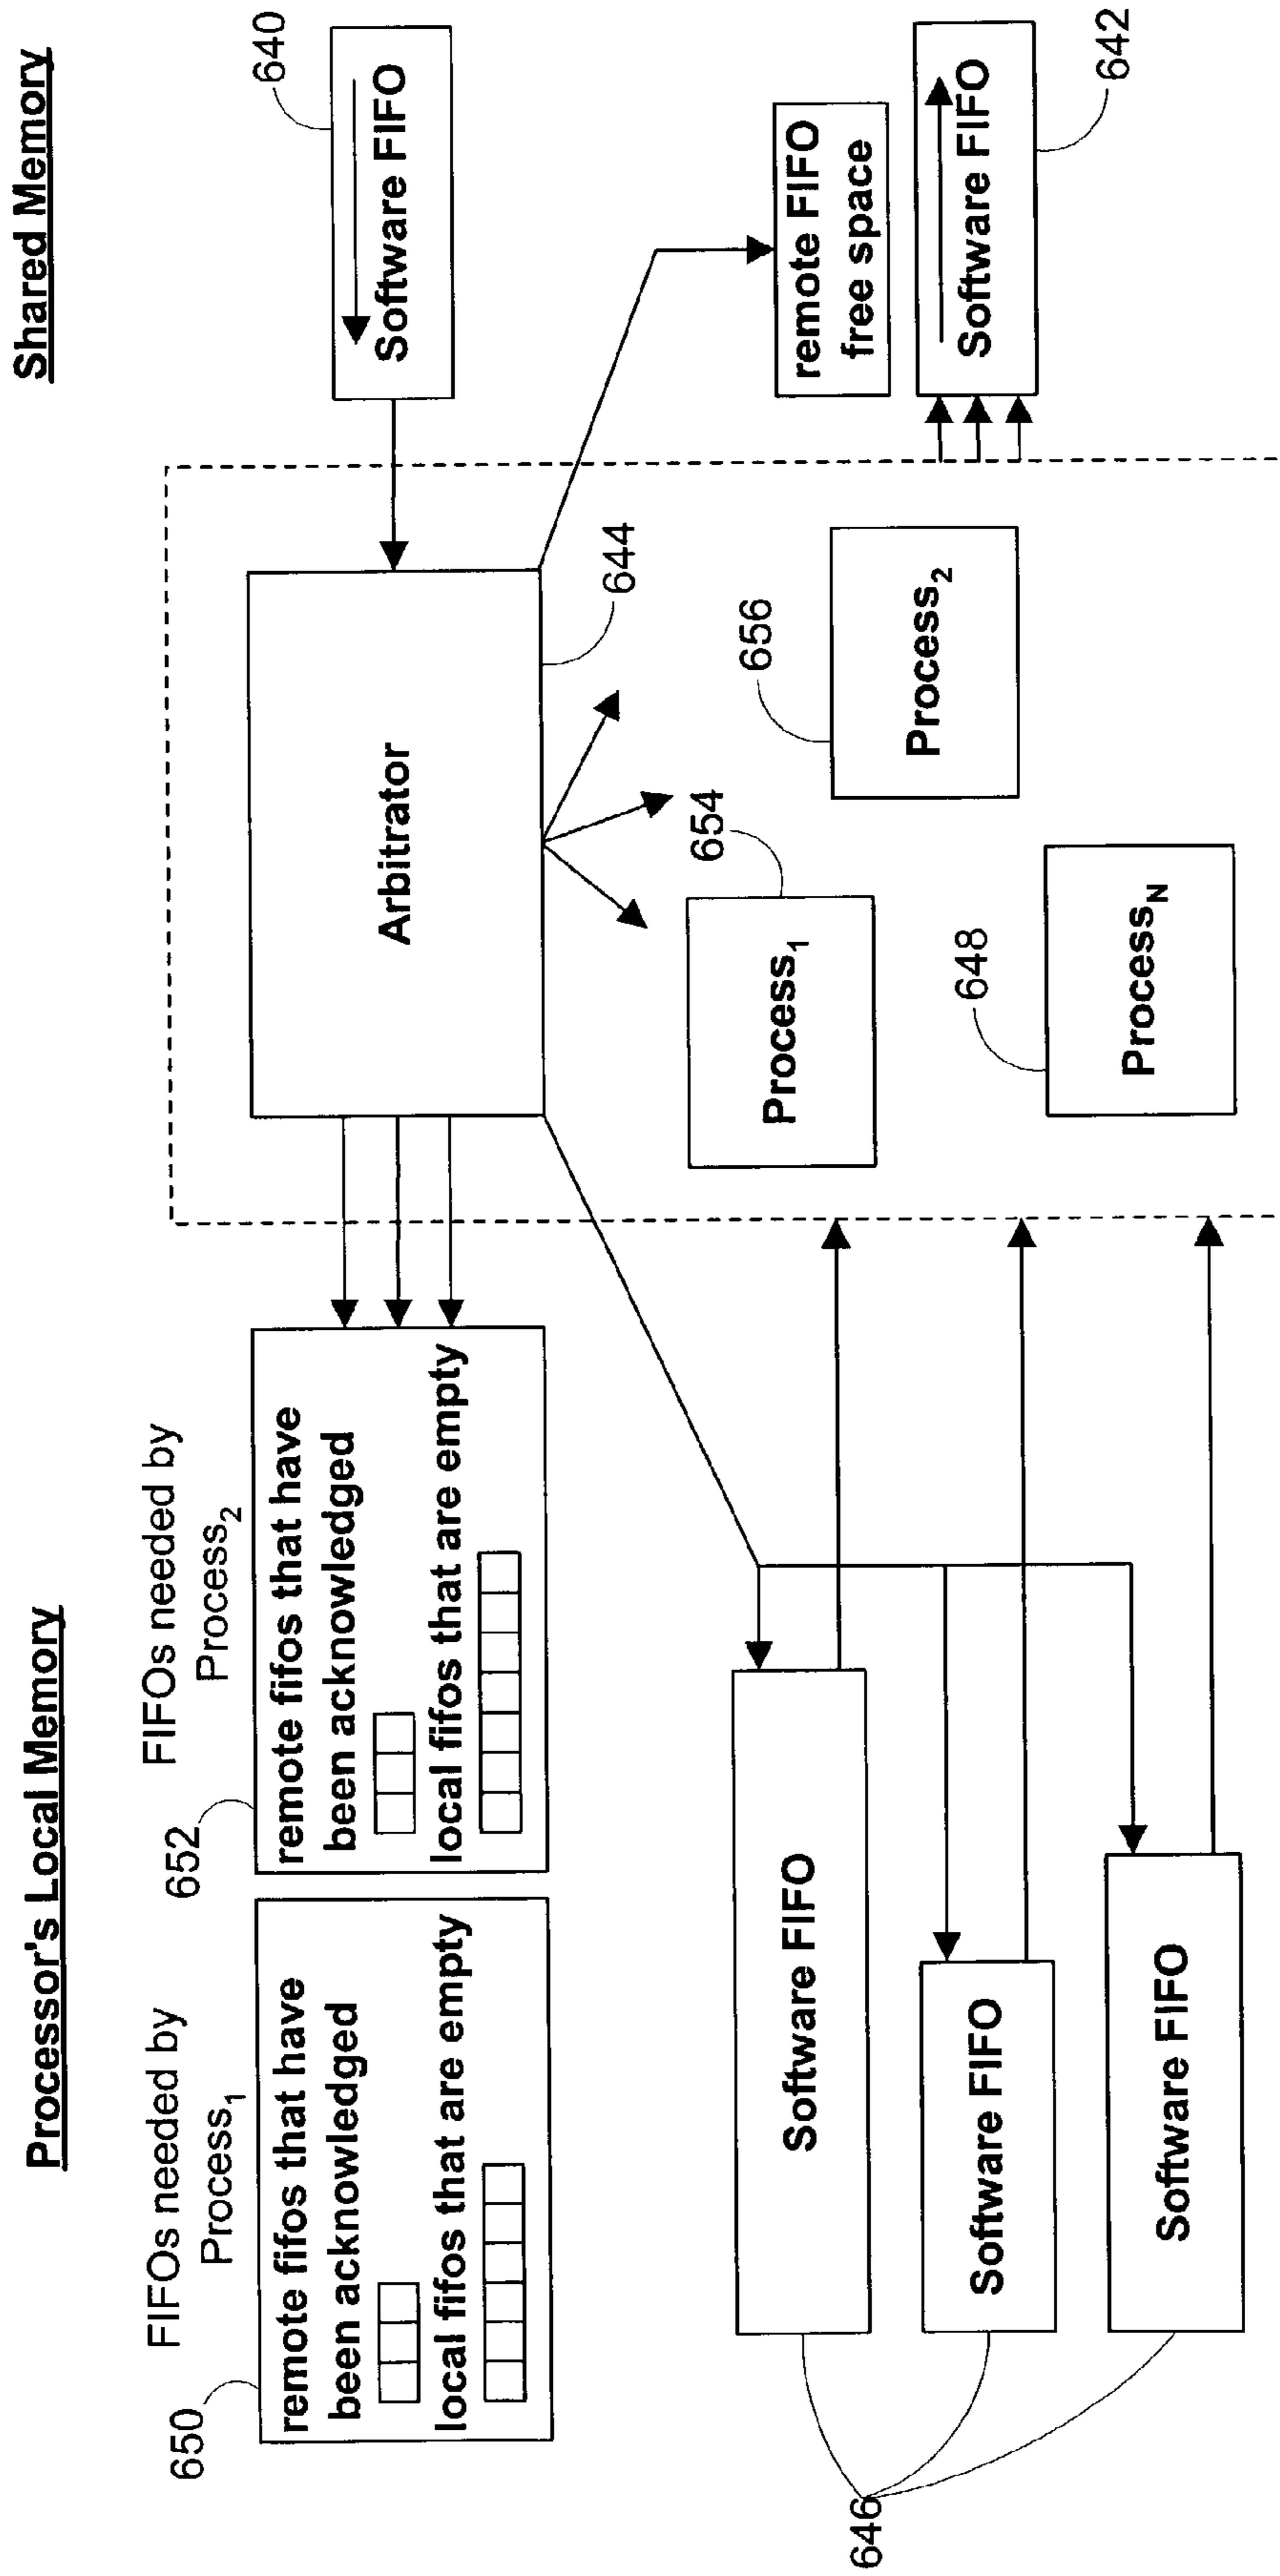 Processor's Local Memory
Shared Memory
FIFOs needed by
Process1
650
remote fifos that have
been acknowledged
local fifos that are empty
FIFOs needed by
Process2
652
remote fifos that have
been acknowledged
local fifos that are empty
Arbitrator
644
640
Software FIFO
remote FIFO
free space
Software FIFO
642
Process1
654
Process2
656
ProcessN
648
Software FIFO
Software FIFO
Software FIFO
646